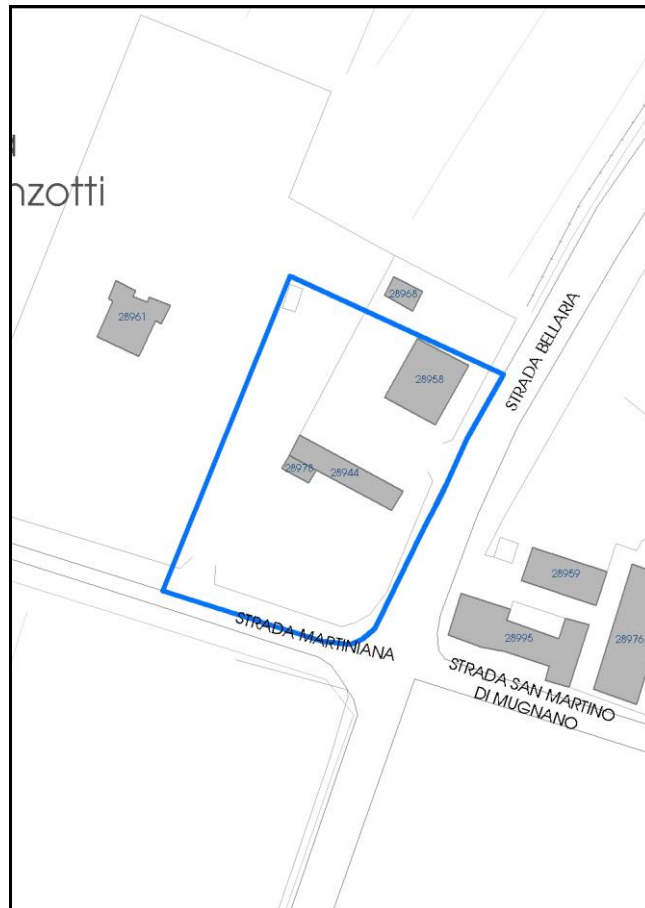 a
nzotti
28968
28961
28958
STRADA BELLARIA
28978
28944
28959
STRADA MARTINIANA
28995
28976
STRADA SAN MARTINO
DI MUGNANO